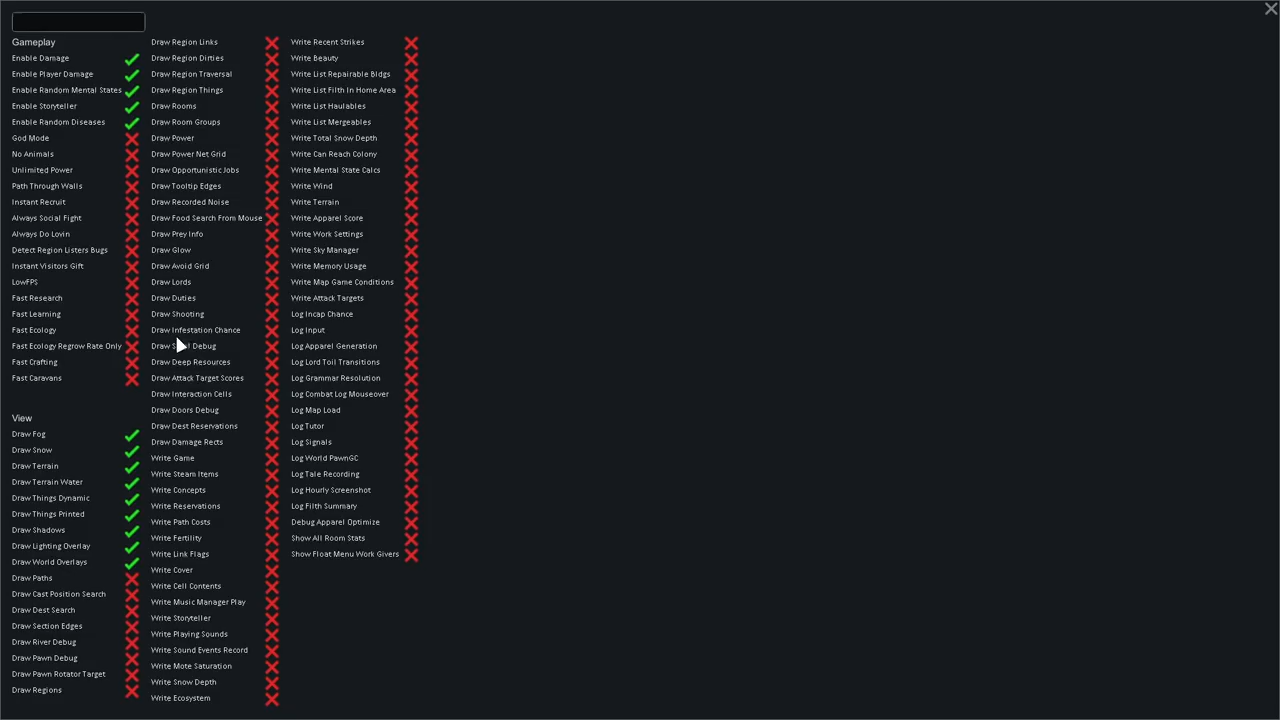 Gameplay
Enable Damage
Enable Player Damage
Enable Random Mental States
Enable Storyteller
Enable Random Diseases
God Mode
No Animals
Unlimited Power
Path Through Walls
Instant Recruit
Always Social Fight
Always Do Lovin
Detect Region Listers Bugs
Instant Visitors Gift
LowFPS
Fast Research
Fast Learning
Fast Ecology
Fast Ecology Regrow Rate Only
Fast Crafting
Fast Caravans
View
Draw Fog
Draw Snow
Draw Terrain
Draw Terrain Water
Draw Things Dynamic
Draw Things Printed
Draw Shadows
Draw Lighting Overlay
Draw World Overlays
Draw Paths
Draw Cast Position Search
Draw Dest Search
Draw Section Edges
Draw River Debug
Draw Pawn Debug
Draw Pawn Rotator Target
Draw Regions
Draw Region Links
Draw Region Dirties
Draw Region Traversal
Draw Region Things
Draw Rooms
Draw Room Groups
Draw Power
Draw Power Net Grid
Draw Opportunistic Jobs
Draw Tooltip Edges
Draw Recorded Noise
Draw Food Search From Mouse
Draw Prey Info
Draw Glow
Draw Avoid Grid
Draw Lords
Draw Duties
Draw Shooting
Draw Infestation Chance
Draw Debug
Draw Deep Resources
Draw Attack Target Scores
Draw Interaction Cells
Draw Doors Debug
Draw Dest Reservations
Draw Damage Rects
Write Game
Write Steam Items
Write Concepts
Write Reservations
Write Path Costs
Write Fertility
Write Link Flags
Write Cover
Write Cell Contents
Write Music Manager Play
Write Storyteller
Write Playing Sounds
Write Sound Events Record
Write Mote Saturation
Write Snow Depth
Write Ecosystem
Write Recent Strikes
Write Beauty
Write List Repairable Bldgs
Write List Filth In Home Area
Write List Haulables
Write List Mergeables
Write Total Snow Depth
Write Can Reach Colony
Write Mental State Calcs
Write Wind
Write Terrain
Write Apparel Score
Write Work Settings
Write Sky Manager
Write Memory Usage
Write Map Game Conditions
Write Attack Targets
Log Incap Chance
Log Input
Log Apparel Generation
Log Lord Toil Transitions
Log Grammar Resolution
Log Combat Log Mouseover
Log Map Load
Log Tutor
Log Signals
Log World PawnGC
Log Tale Recording
Log Hourly Screenshot
Log Filth Summary
Debug Apparel Optimize
Show All Room Stats
Show Float Menu Work Givers